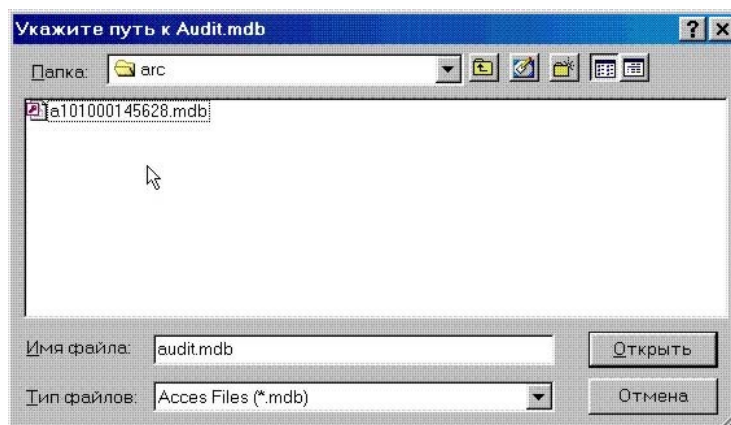 Укажите путь к Audit.mdb
Папка: arc
a101000145628.mdb
Имя файла: audit.mdb Открыть
Тип файлов: Acces Files (*.mdb) Отмена